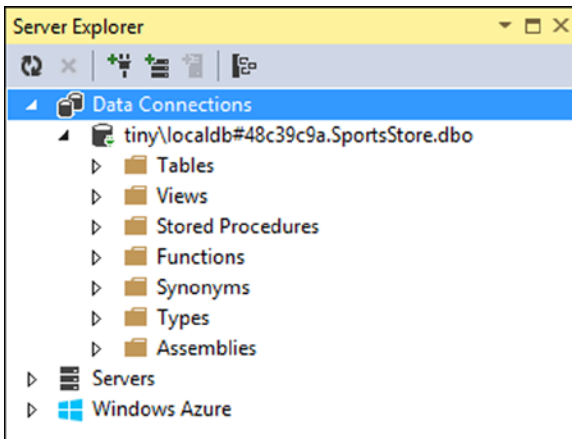 Server Explorer
Data Connections
tiny\localdb#48c39c9a.SportsStore.dbo
Tables
Views
Stored Procedures
Functions
Synonyms
Types
Assemblies
Servers
Windows Azure